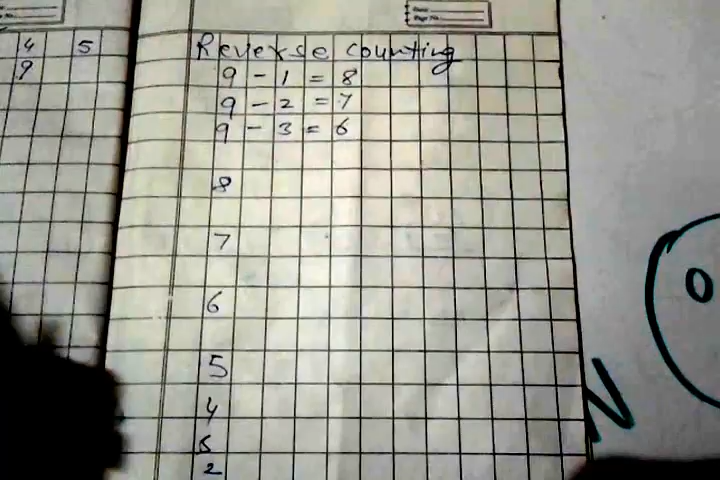 4 5
9
Reverse counting
9 - 1 = 8
9 - 2 = 7
9 - 3 = 6
8
7
6
5
4
2
N